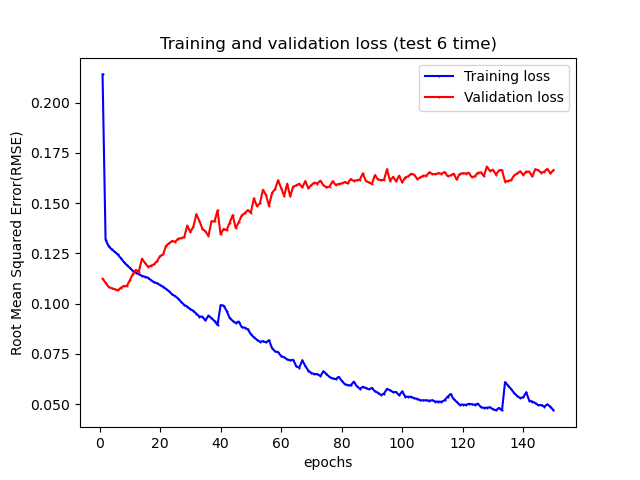 Training and validation loss (test 6 time)
Training loss
Validation loss
Root Mean Squared Error(RMSE)
0.200
0.175
0.150
0.125
0.100
0.075
0.050
0 20 40 60 80 100 120 140
epochs